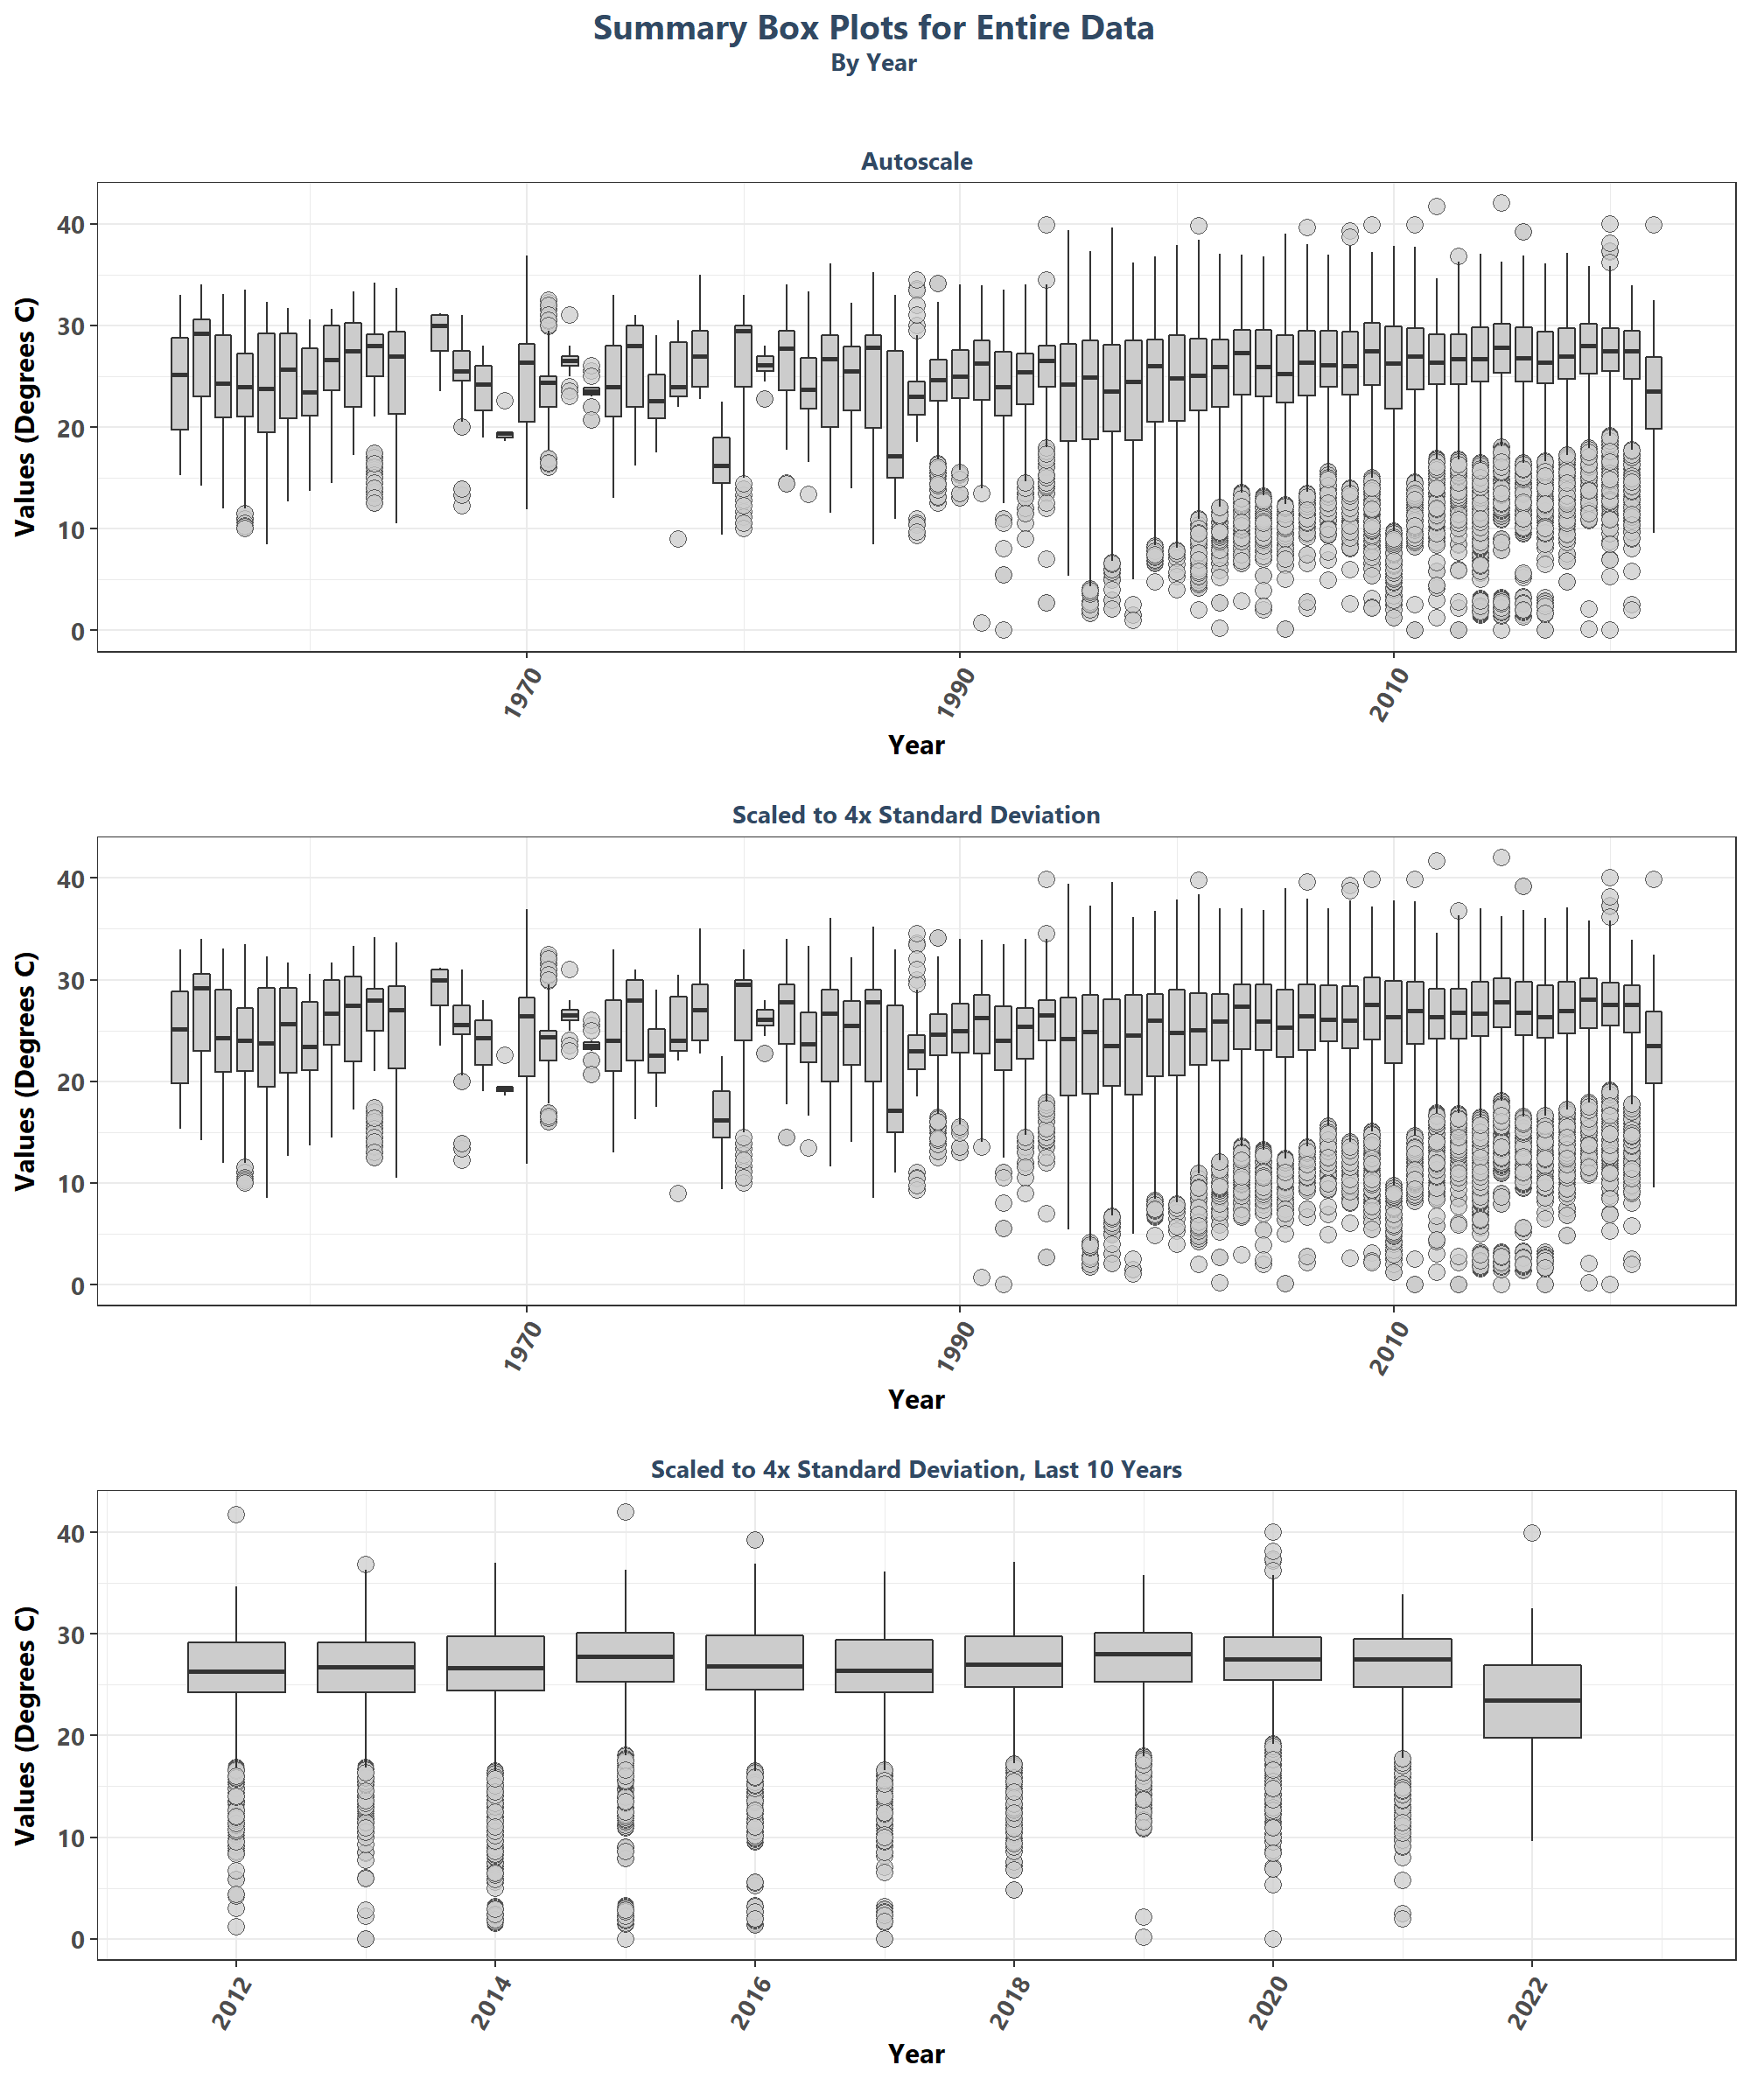 Summary Box Plots for Entire Data
By Year
Autoscale
Values (Degrees C)
40
30
20
10
0
1970
1990
2010
Year
Scaled to 4x Standard Deviation
Values (Degrees C)
40
30
20
10
0
1970
1990
2010
Year
Scaled to 4x Standard Deviation, Last 10 Years
Values (Degrees C)
40
30
20
10
0
2012
2014
2016
2018
2020
2022
Year